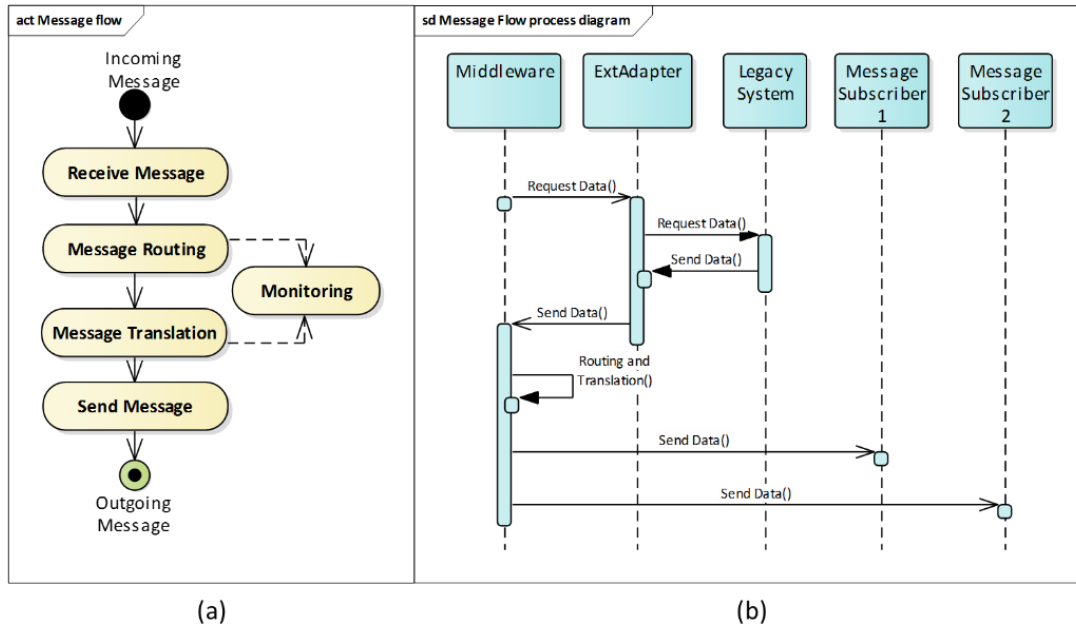 act Message flow
Incoming
Message
Receive Message
Message Routing
Monitoring
Message Translation
Send Message
Outgoing
Message
(a)
sd Message Flow process diagram
Middleware
ExtAdapter
Legacy
System
Message
Subscriber
1
Message
Subscriber
2
Request Data()
Request Data()
Send Data()
Send Data()
Routing and
Translation()
Send Data()
Send Data()
(b)